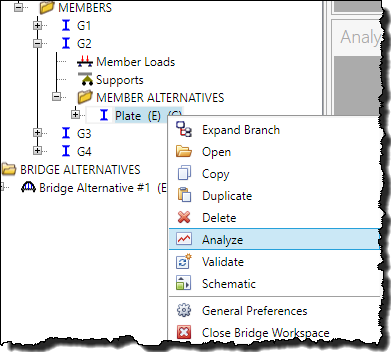 MEMBERS
G1
G2
Member Loads
Supports
MEMBER ALTERNATIVES
Plate (E) (C)
G3
G4
BRIDGE ALTERNATIVES
Bridge Alternative #1 (E
Analy
Expand Branch
Open
Copy
Duplicate
Delete
Analyze
Validate
Schematic
General Preferences
Close Bridge Workspace